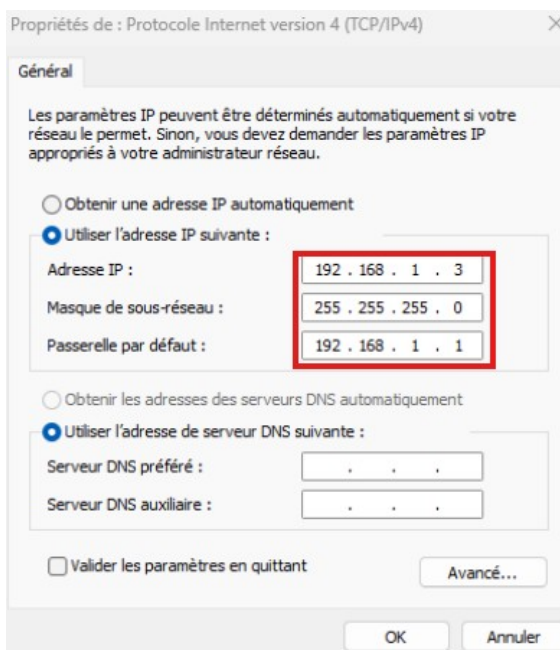 Propriétés de : Protocole Internet version 4 (TCP/IPv4)
Général
Les paramètres IP peuvent être déterminés automatiquement si votre
réseau le permet. Sinon, vous devez demander les paramètres IP
appropriés à votre administrateur réseau.
Obtenir une adresse IP automatiquement
Utiliser l'adresse IP suivante :
Adresse IP : 192 . 168 . 1 . 3
Masque de sous-réseau : 255 . 255 . 255 . 0
Passerelle par défaut : 192 . 168 . 1 . 1
Obtenir les adresses des serveurs DNS automatiquement
Utiliser l'adresse de serveur DNS suivante :
Serveur DNS préféré : . . .
Serveur DNS auxiliaire : . . .
Valider les paramètres en quittant
Avancé...
OK Annuler